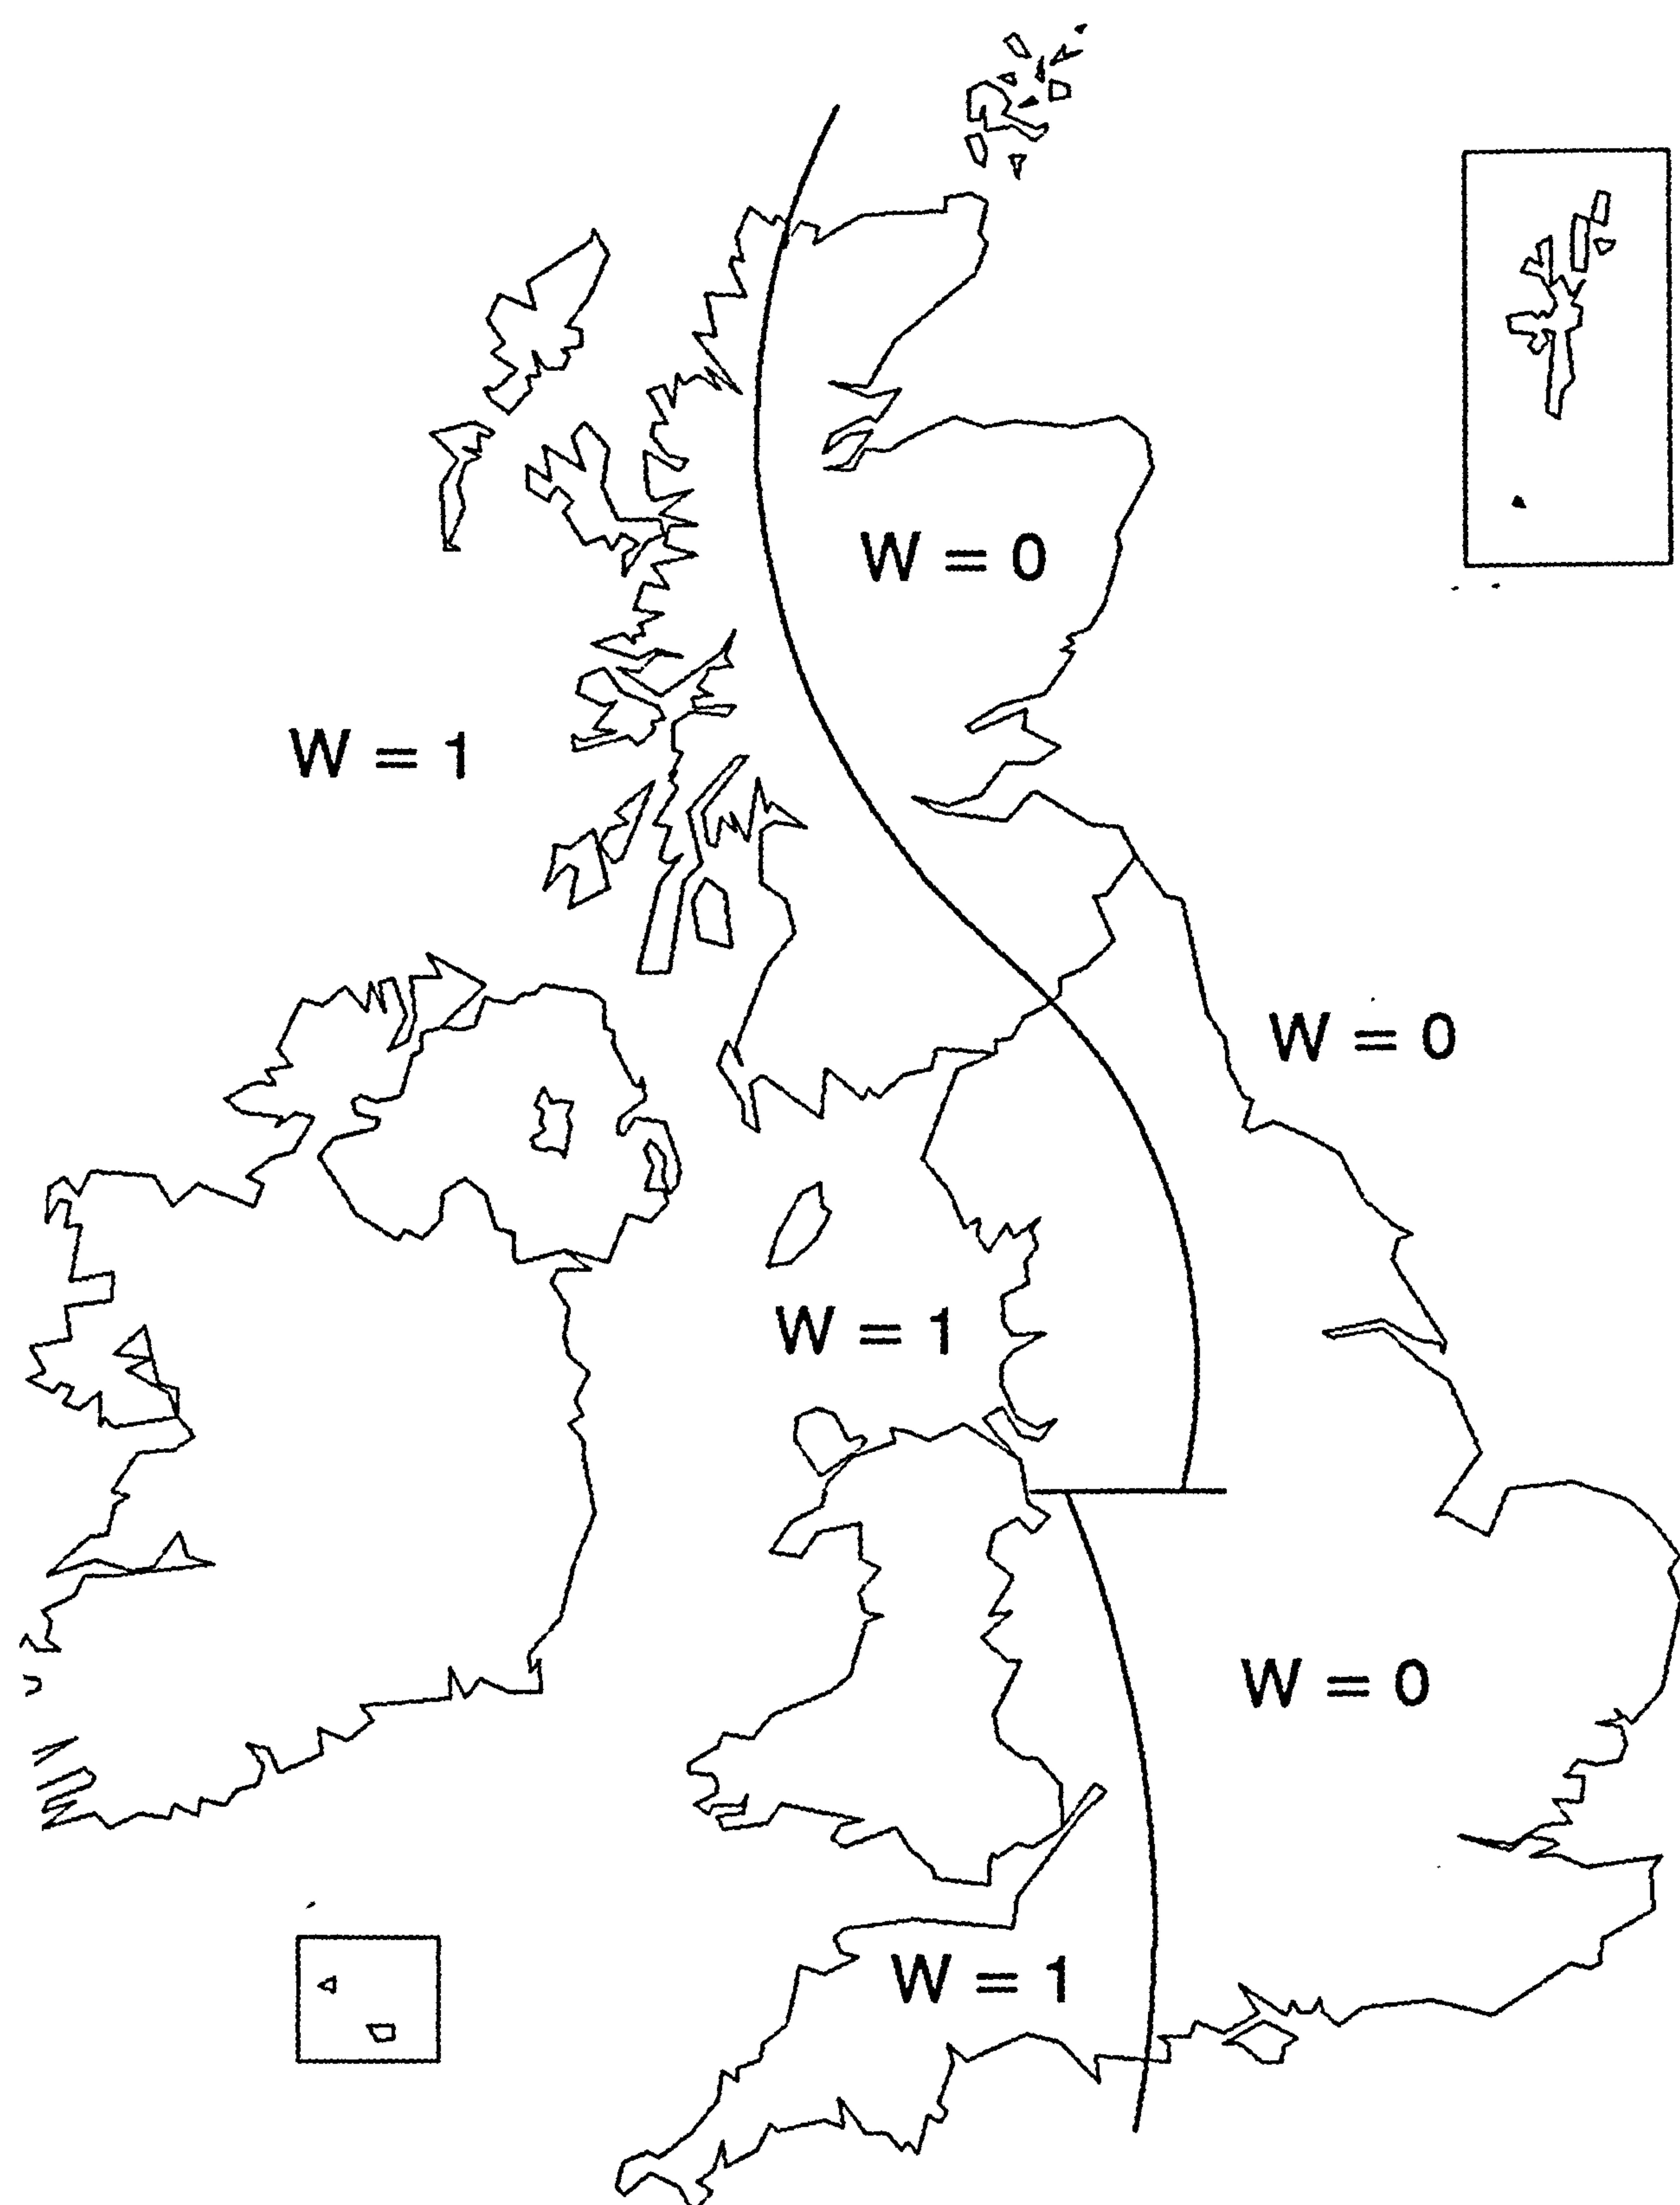 W = 0
W = 1
W = 0
W = 1
W = 0
W = 1